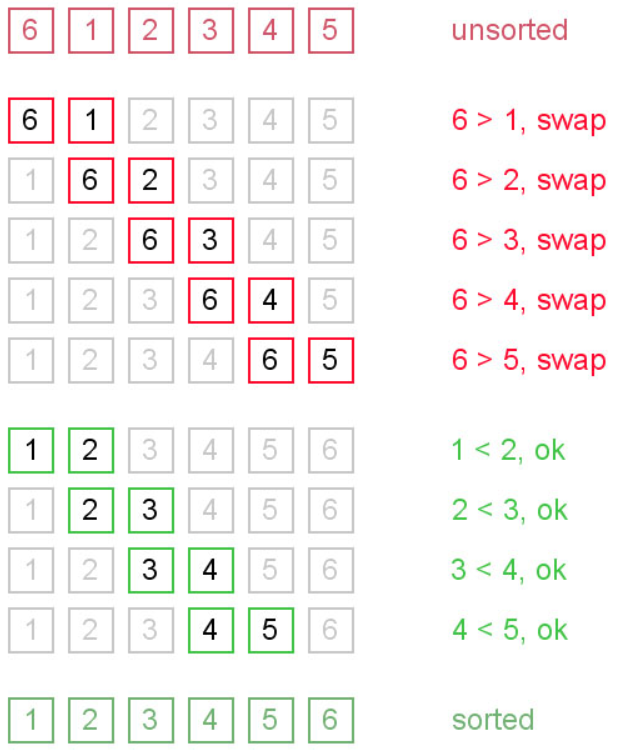 6 1 2 3 4 5 unsorted
6 1 2 3 4 5 6 > 1, swap
1 6 2 3 4 5 6 > 2, swap
1 2 6 3 4 5 6 > 3, swap
1 2 3 6 4 5 6 > 4, swap
1 2 3 4 6 5 6 > 5, swap
1 2 3 4 5 6 1 < 2, ok
1 2 3 4 5 6 2 < 3, ok
1 2 3 4 5 6 3 < 4, ok
1 2 3 4 5 6 4 < 5, ok
1 2 3 4 5 6 sorted